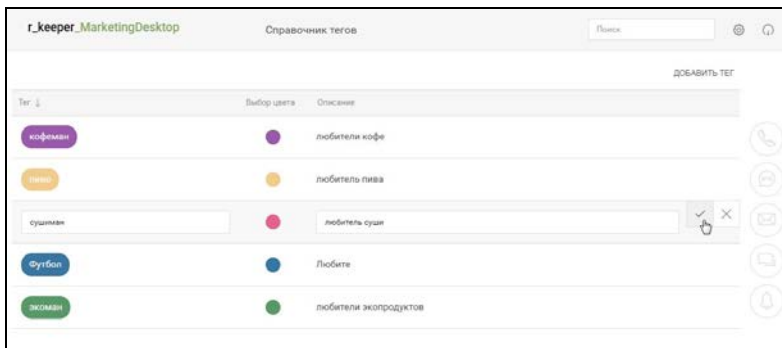 r_keeper_MarketingDesktop Справочник тегов Поиск
ДОБАВИТЬ ТЕГ
Тег ↓ Выбор цвета Описание
кофеман любители кофе
пиво любитель пива
сушиман любитель суши
Футбол Любите
экоман любители экопродуктов